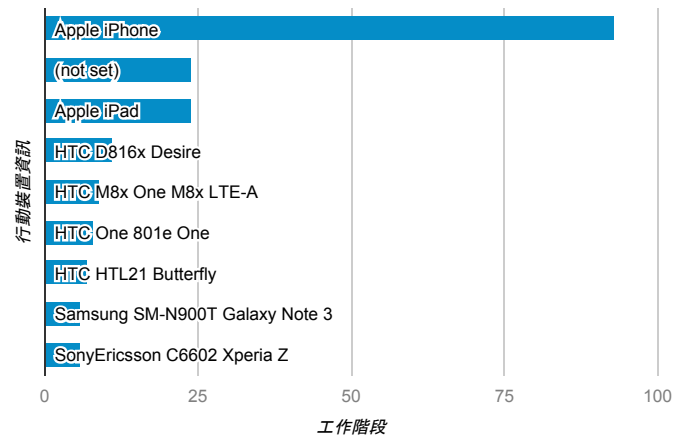 Apple iPhone
(not set)
Apple iPad
HTC D816x Desire
HTC M8x One M8x LTE-A
HTC One 801e One
HTC HTL21 Butterfly
Samsung SM-N900T Galaxy Note 3
SonyEricsson C6602 Xperia Z
行動裝置資訊
0 25 50 75 100
工作階段